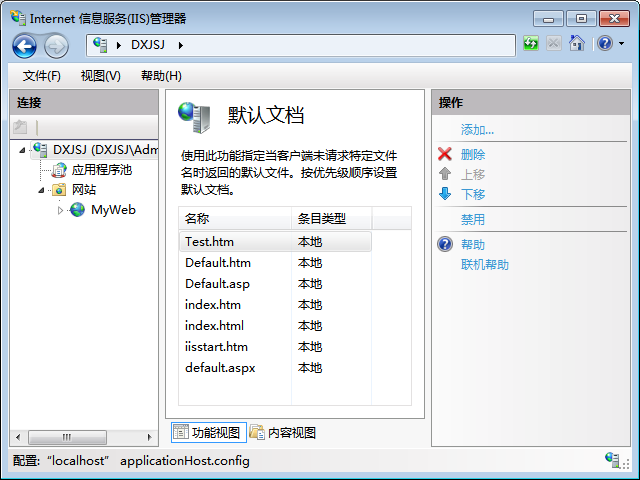 Internet 信息服务(IIS)管理器
DXJSJ
文件(F) 视图(V) 帮助(H)
连接
DXJSJ (DXJSJ\Adm
应用程序池
网站
MyWeb
默认文档
使用此功能指定当客户端未请求特定文件
名时返回的默认文件。按优先级顺序设置
默认文档。
名称 条目类型
Test.htm 本地
Default.htm 本地
Default.asp 本地
index.htm 本地
index.html 本地
iisstart.htm 本地
default.aspx 本地
功能视图 内容视图
操作
添加...
删除
上移
下移
禁用
帮助
联机帮助
配置: “localhost” applicationHost.config